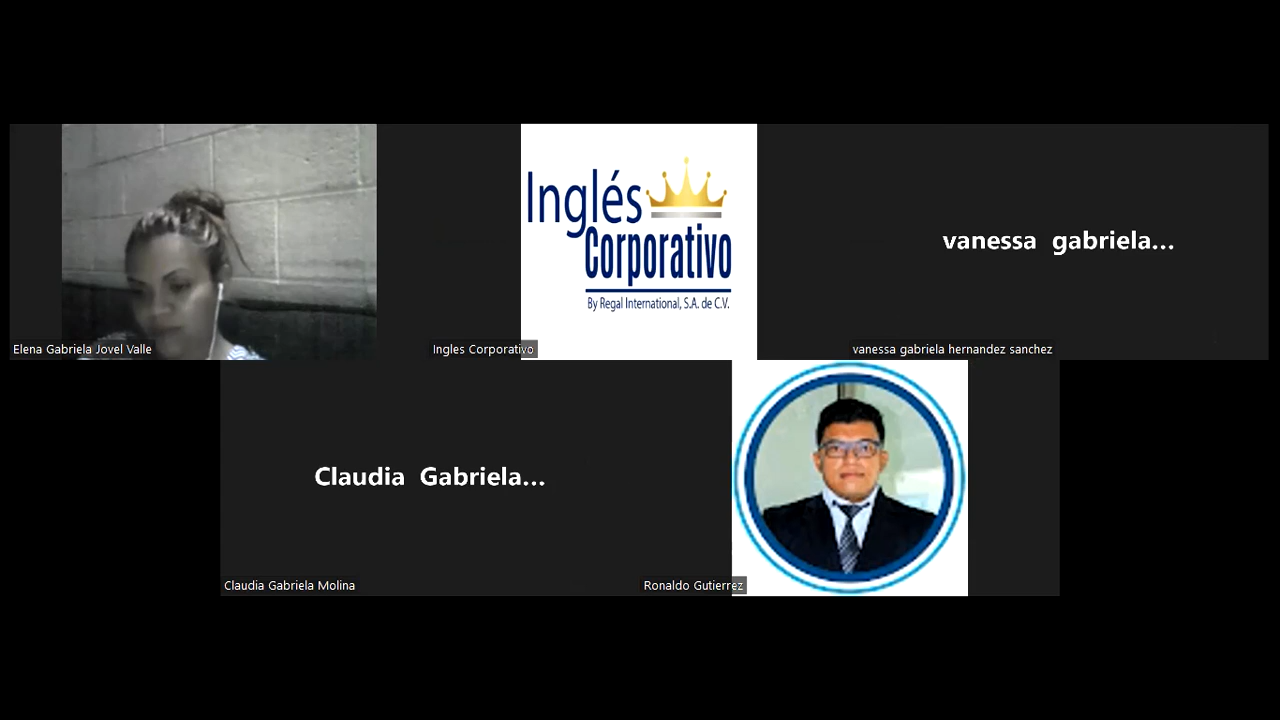 Inglés
Corporativo
By Regal International, S.A. de C.V.
vanessa gabriela...
Elena Gabriela Jovel Valle
Ingles Corporativo
vanessa gabriela hernandez sanchez
Claudia Gabriela...
Claudia Gabriela Molina
Ronaldo Gutierrez